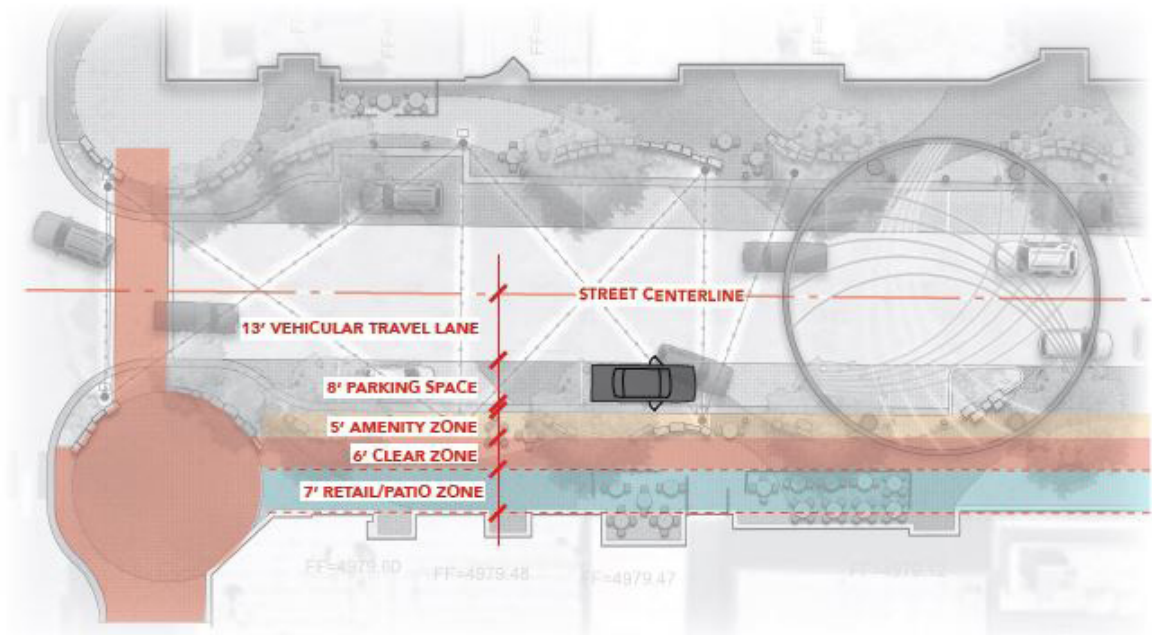 STREET CENTERLINE
13' VEHICULAR TRAVEL LANE
8' PARKING SPACE
5' AMENITY ZONE
6' CLEAR ZONE
7' RETAIL/PATIO ZONE
FF=4979.60
FF=4979.48
FF=4979.47